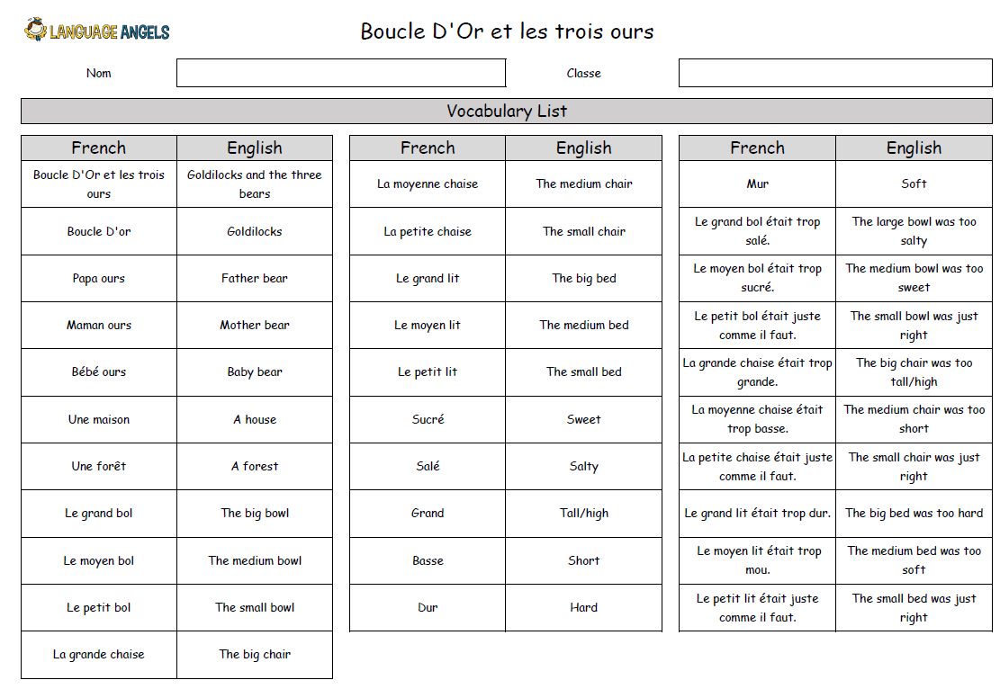 LANGUAGE ANGELS
Boucle D'Or et les trois ours
Nom
Classe
Vocabulary List
French English
Boucle D'Or et les trois
ours
Goldilocks and the three
bears
Boucle D'or Goldilocks
Papa ours Father bear
Maman ours Mother bear
Bébé ours Baby bear
Une maison A house
Une forêt A forest
Le grand bol The big bowl
Le moyen bol The medium bowl
Le petit bol The small bowl
La grande chaise The big chair
French English
La moyenne chaise The medium chair
La petite chaise The small chair
Le grand lit The big bed
Le moyen lit The medium bed
Le petit lit The small bed
Sucré Sweet
Salé Salty
Grand Tall/high
Basse Short
Dur Hard
French English
Mur Soft
Le grand bol était trop
salé.
The large bowl was too
salty
Le moyen bol était trop
sucré.
The medium bowl was too
sweet
Le petit bol était juste
comme il faut.
The small bowl was just
right
La grande chaise était trop
grande.
The big chair was too
tall/high
La moyenne chaise était
trop basse.
The medium chair was too
short
La petite chaise était juste
comme il faut.
The small chair was just
right
Le grand lit était trop dur. The big bed was too hard
Le moyen lit était trop
mou.
The medium bed was too
soft
Le petit lit était juste
comme il faut.
The small bed was just
right